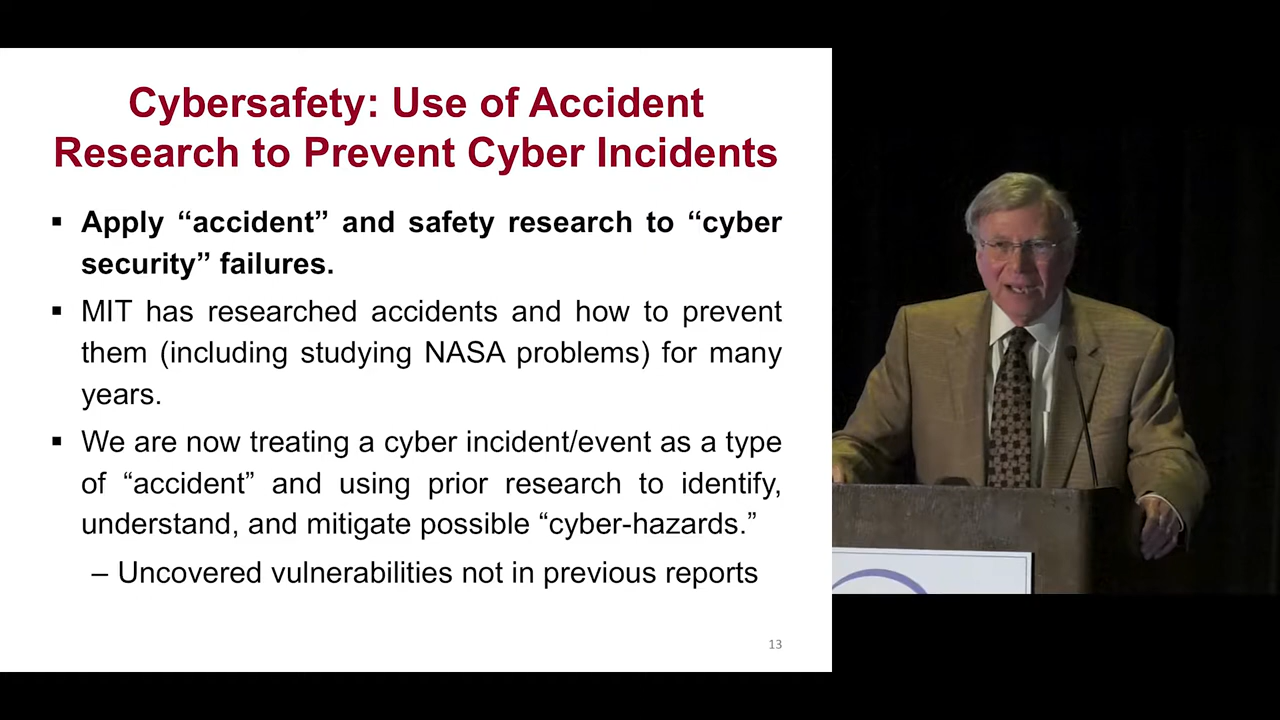 Cybersafety: Use of Accident
Research to Prevent Cyber Incidents
▪ Apply “accident” and safety research to “cyber
security” failures.
▪ MIT has researched accidents and how to prevent
them (including studying NASA problems) for many
years.
▪ We are now treating a cyber incident/event as a type
of “accident” and using prior research to identify,
understand, and mitigate possible “cyber-hazards.”
– Uncovered vulnerabilities not in previous reports
13